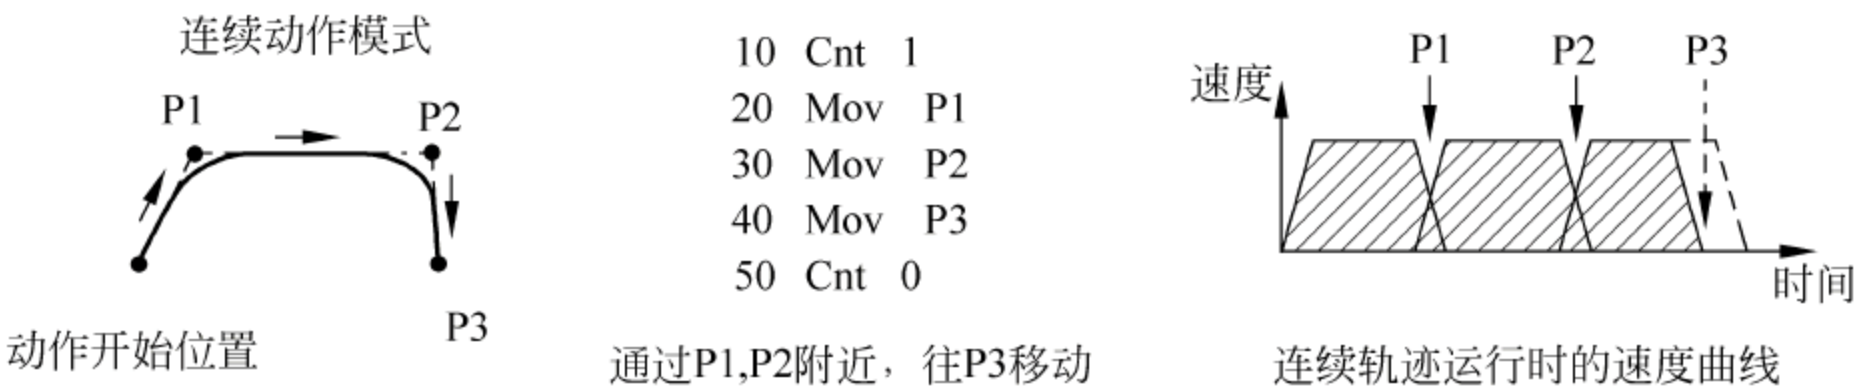 连续动作模式
P1
P2
P3
动作开始位置
10 Cnt 1
20 Mov P1
30 Mov P2
40 Mov P3
50 Cnt 0
通过P1,P2附近，往P3移动
P1 P2 P3
速度
时间
连续轨迹运行时的速度曲线